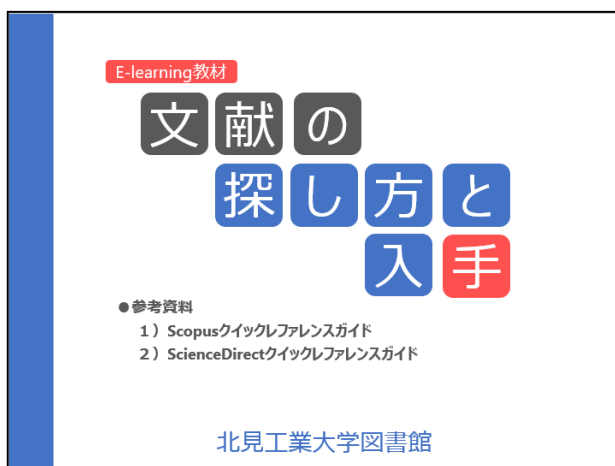 E-learning教材
文献の
探し方と
入手
●参考資料
1）Scopusクイックレファレンスガイド
2）ScienceDirectクイックレファレンスガイド
北見工業大学図書館